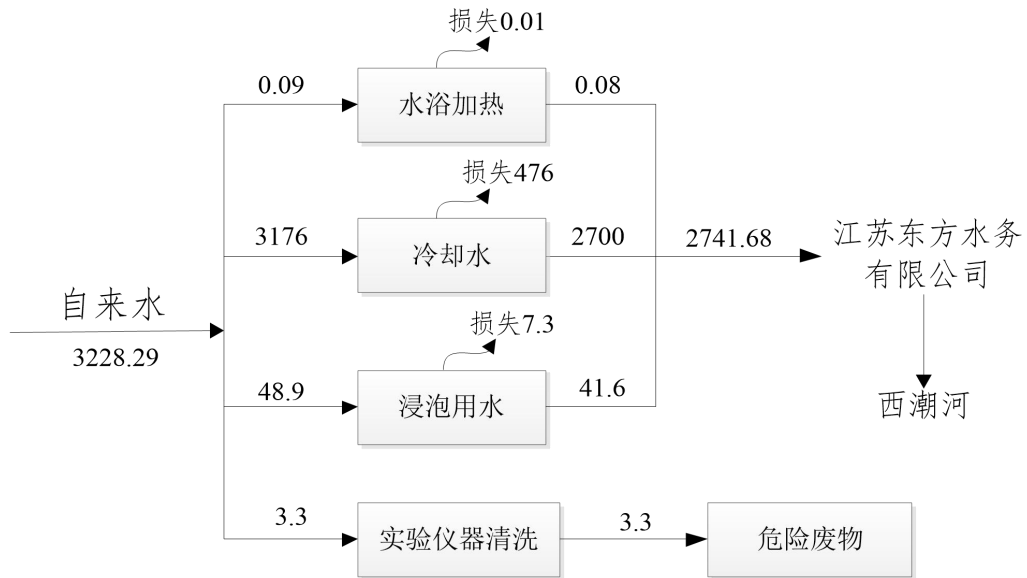 损失0.01
0.09
水浴加热
0.08
损失476
3176
冷却水
2700
2741.68
江苏东方水务
有限公司
自来水
3228.29
损失7.3
48.9
浸泡用水
41.6
西潮河
3.3
实验仪器清洗
3.3
危险废物